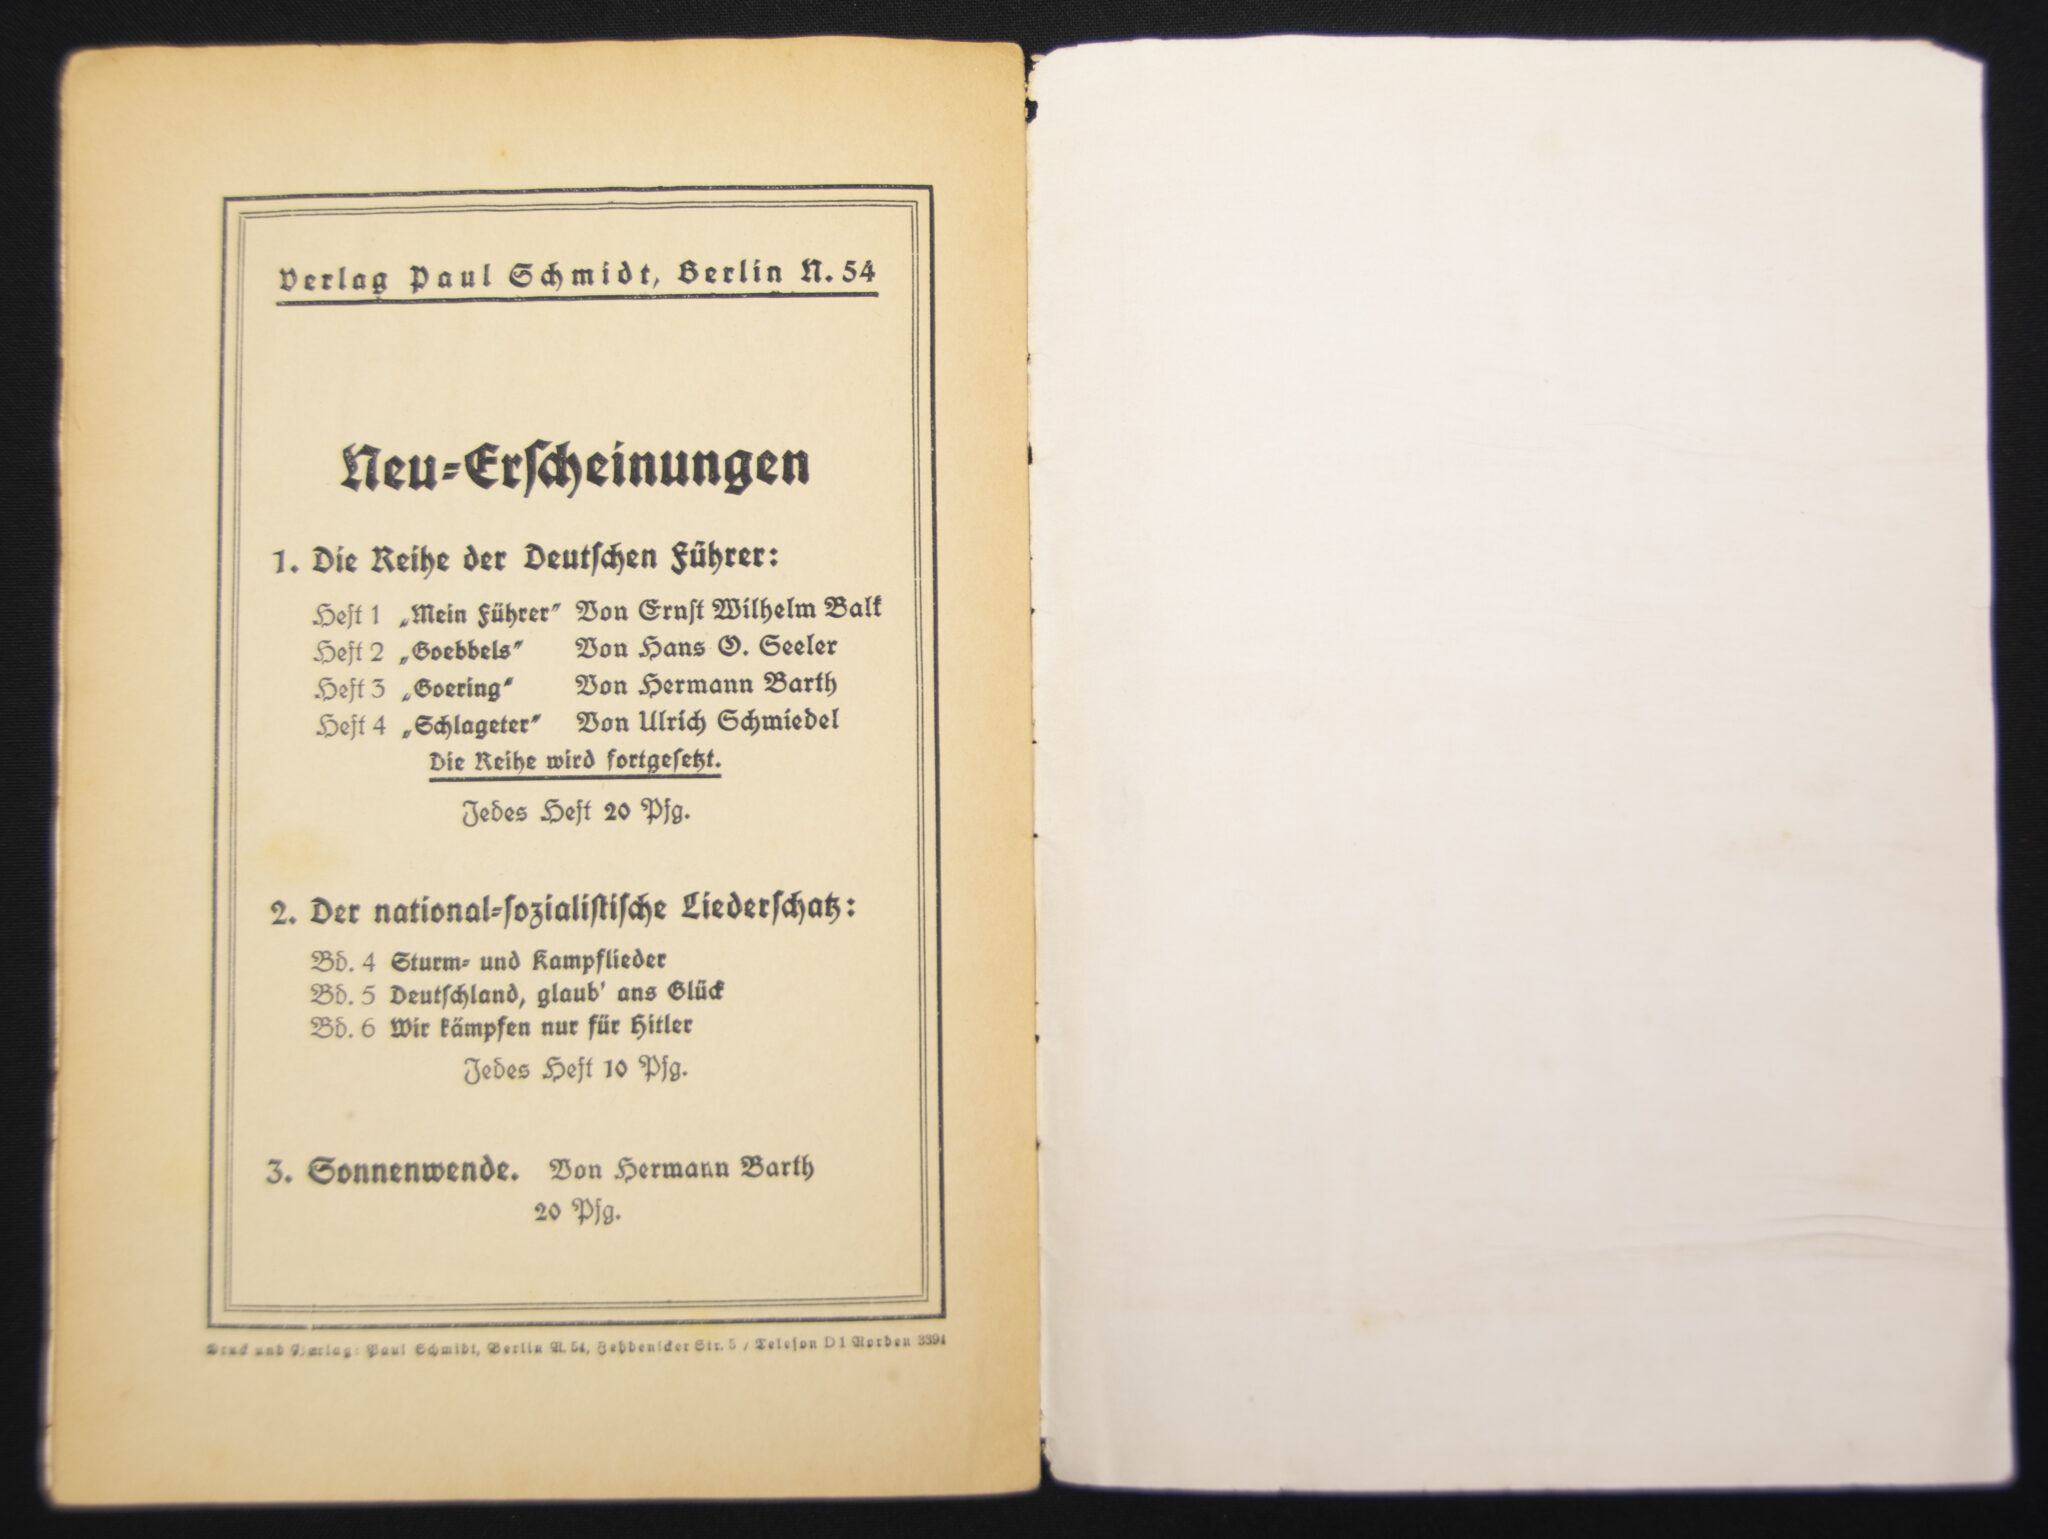 Verlag Paul Schmidt, Berlin N. 54
Neu-Erscheinungen
1. Die Reihe der Deutschen Führer:
Heft 1 „Mein Führer“ Von Ernst Wilhelm Balk
Heft 2 „Goebbels“ Von Hans O. Seeler
Heft 3 „Goering“ Von Hermann Barth
Heft 4 „Schlageter“ Von Ulrich Schmiedel
Die Reihe wird fortgesetzt.
Jedes Heft 20 Pfg.
2. Der national-sozialistische Liederschatz:
Bd. 4 Sturm- und Kampflieder
Bd. 5 Deutschland, glaub' ans Glück
Bd. 6 Wir kämpfen nur für Hitler
Jedes Heft 10 Pfg.
3. Sonnenwende. Von Hermann Barth
20 Pfg.
Druck und Verlag: Paul Schmidt, Berlin N. 54, Zehdenicker Str. 5 / Telefon D 1 Norden 3394